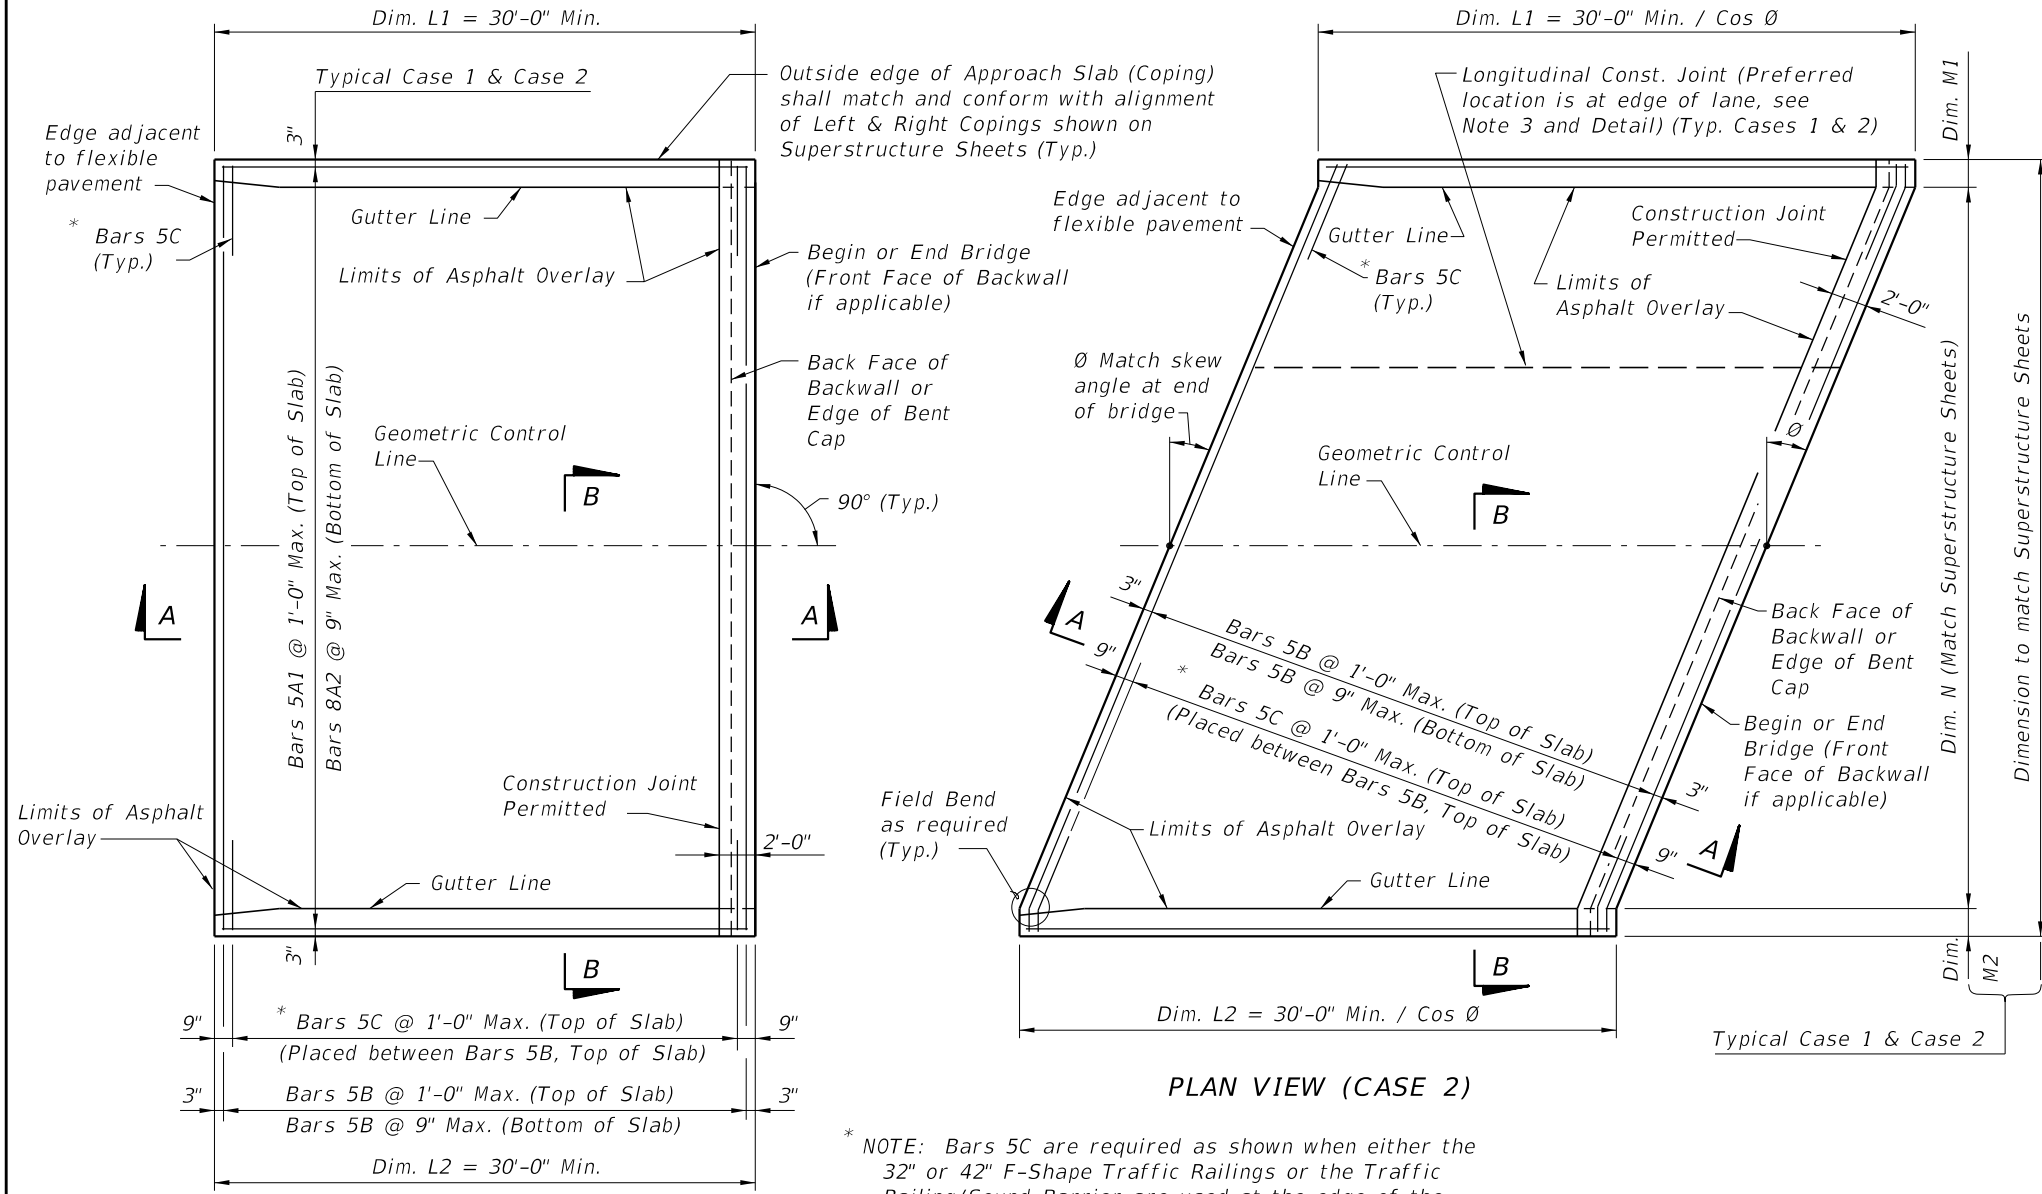 Dim. L1 = 30'-0" Min.
Typical Case 1 & Case 2
3"
Outside edge of Approach Slab (Coping)
shall match and conform with alignment
of Left & Right Copings shown on
Superstructure Sheets (Typ.)
Edge adjacent
to flexible
pavement
* Bars 5C
(Typ.)
Gutter Line
Limits of Asphalt Overlay
Begin or End Bridge
(Front Face of Backwall
if applicable)
Back Face of
Backwall or
Edge of Bent
Cap
Bars 5A1 @ 1'-0" Max. (Top of Slab)
Bars 8A2 @ 9" Max. (Bottom of Slab)
Geometric Control
Line
B
90° (Typ.)
A
A
Construction Joint
Permitted
Limits of Asphalt
Overlay
2'-0"
Gutter Line
3"
B
9"
* Bars 5C @ 1'-0" Max. (Top of Slab)
(Placed between Bars 5B, Top of Slab)
9"
3"
Bars 5B @ 1'-0" Max. (Top of Slab)
Bars 5B @ 9" Max. (Bottom of Slab)
3"
Dim. L2 = 30'-0" Min.
Dim. L1 = 30'-0" Min. / Cos Ø
Longitudinal Const. Joint (Preferred
location is at edge of lane, see
Note 3 and Detail) (Typ. Cases 1 & 2)
Dim. M1
Edge adjacent to
flexible pavement
Gutter Line
* Bars 5C
(Typ.)
Construction Joint
Permitted
Limits of
Asphalt Overlay
2'-0"
Ø Match skew
angle at end
of bridge
Ø
Geometric Control
Line
B
Dim. N (Match Superstructure Sheets)
Dimension to match Superstructure Sheets
3"
A
9"
Bars 5B @ 1'-0" Max. (Top of Slab)
Bars 5B @ 9" Max. (Bottom of Slab)
* Bars 5C @ 1'-0" Max. (Top of Slab)
(Placed between Bars 5B, Top of Slab)
Back Face of
Backwall or
Edge of Bent
Cap
Begin or End
Bridge (Front
Face of Backwall
if applicable)
3"
9"
A
Field Bend
as required
(Typ.)
Limits of Asphalt Overlay
Gutter Line
B
Dim.
M2
Dim. L2 = 30'-0" Min. / Cos Ø
Typical Case 1 & Case 2
PLAN VIEW (CASE 2)
* NOTE: Bars 5C are required as shown when either the
32" or 42" F-Shape Traffic Railings or the Traffic
Railing/Sound Barrier are used at the edge of the